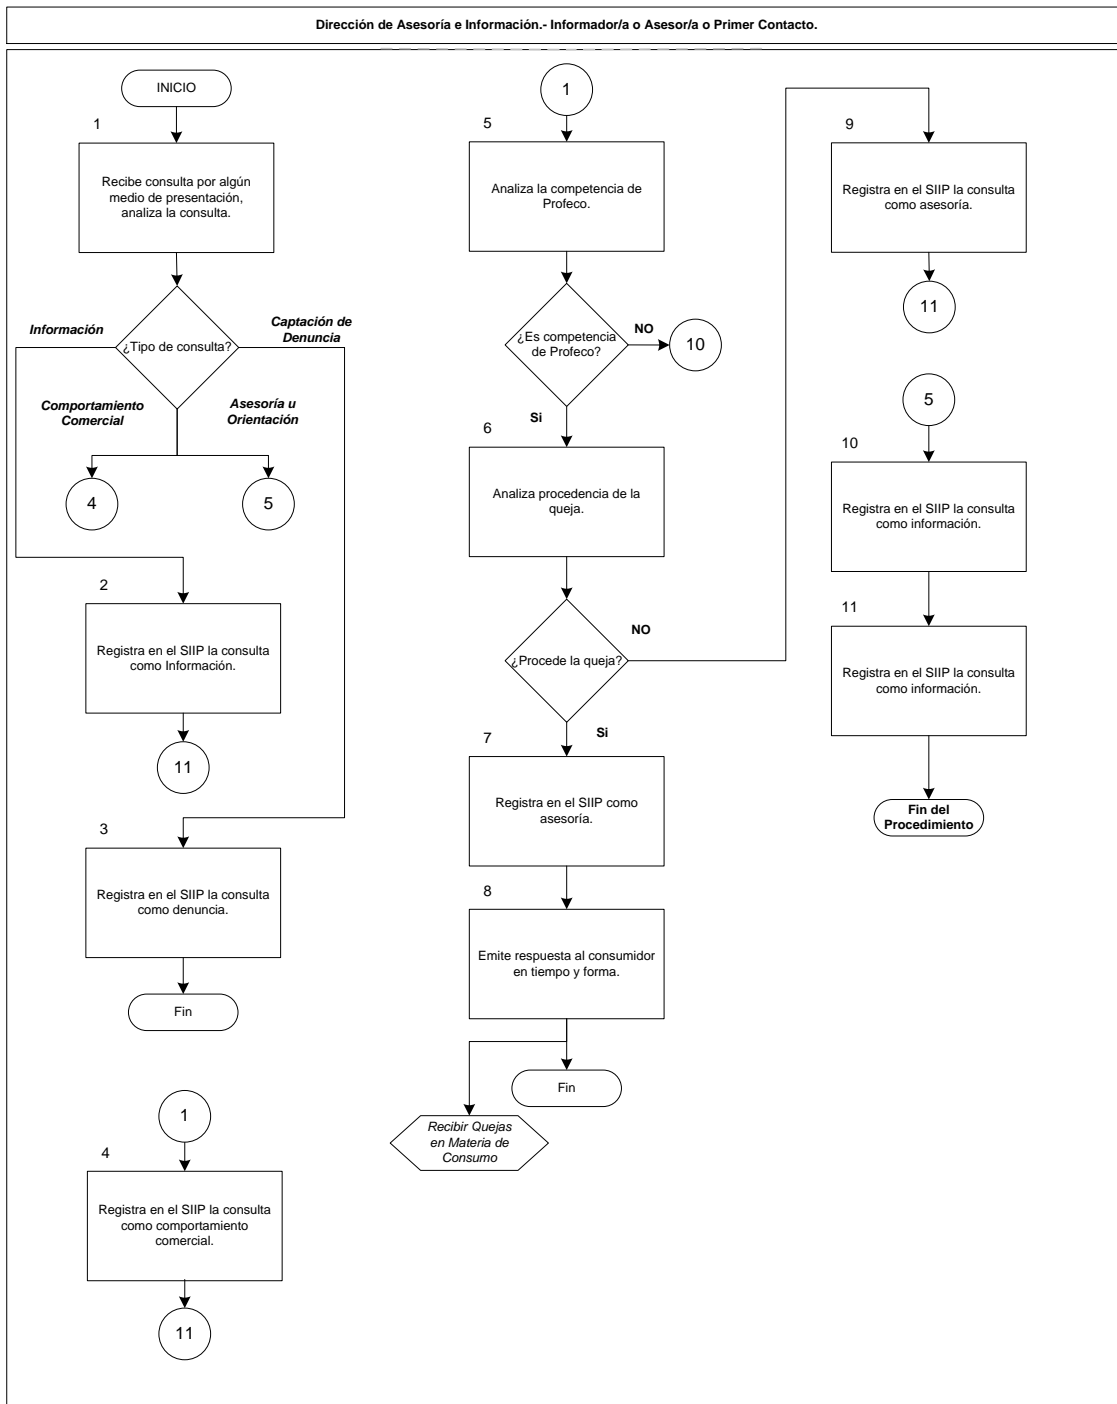 Dirección de Asesoría e Información.- Informador/a o Asesor/a o Primer Contacto.
INICIO
1
Recibe consulta por algún
medio de presentación,
analiza la consulta.
Información
¿Tipo de consulta?
Captación de
Denuncia
Comportamiento
Comercial
Asesoría u
Orientación
4
5
2
Registra en el SIIP la consulta
como Información.
11
3
Registra en el SIIP la consulta
como denuncia.
Fin
1
4
Registra en el SIIP la consulta
como comportamiento
comercial.
11
1
5
Analiza la competencia de
Profeco.
¿Es competencia
de Profeco?
NO
10
Si
6
Analiza procedencia de la
queja.
¿Procede la queja?
NO
Si
7
Registra en el SIIP como
asesoría.
8
Emite respuesta al consumidor
en tiempo y forma.
Fin
Recibir Quejas
en Materia de
Consumo
9
Registra en el SIIP la consulta
como asesoría.
11
5
10
Registra en el SIIP la consulta
como información.
11
Registra en el SIIP la consulta
como información.
Fin del
Procedimiento